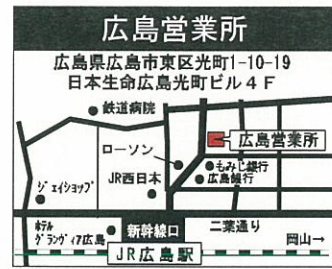 広島営業所
広島県広島市東区光町1-10-19
日本生命広島光町ビル４Ｆ
鉄道病院
広島営業所
ローソン
もみじ銀行
JR西日本
広島銀行
ジェイショップ
ホテル
グランヴィア広島
新幹線口
二葉通り
岡山→
JR広島駅